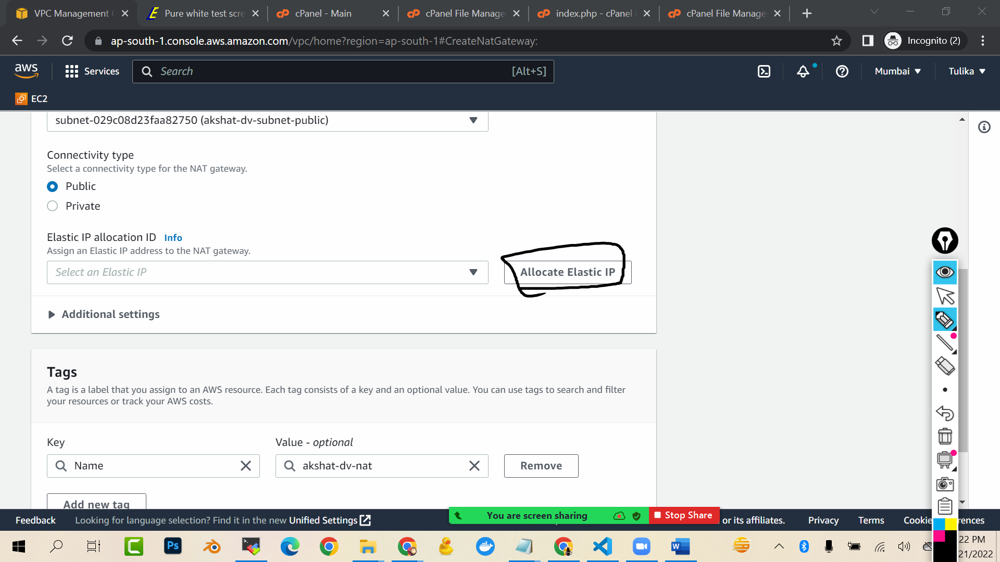 VPC Management
Pure white test scre
cPanel - Main
cPanel File Manage
index.php - cPanel
cPanel File Manage
ap-south-1.console.aws.amazon.com/vpc/home?region=ap-south-1#CreateNatGateway:
Incognito (2)
aws
Services
Search
[Alt+S]
Mumbai
Tulika
EC2
subnet-029c08d23faa82750 (akshat-dv-subnet-public)
Connectivity type
Select a connectivity type for the NAT gateway.
Public
Private
Elastic IP allocation ID Info
Assign an Elastic IP address to the NAT gateway.
Select an Elastic IP
Allocate Elastic IP
Additional settings
Tags
A tag is a label that you assign to an AWS resource. Each tag consists of a key and an optional value. You can use tags to search and filter
your resources or track your AWS costs.
Key
Value - optional
Name
akshat-dv-nat
Remove
Add new tag
Feedback
Looking for language selection? Find it in the new Unified Settings
You are screen sharing
Stop Share
or its affiliates.
Privacy
Terms
Cookie
rences
Ps
W
22 PM
21/2022